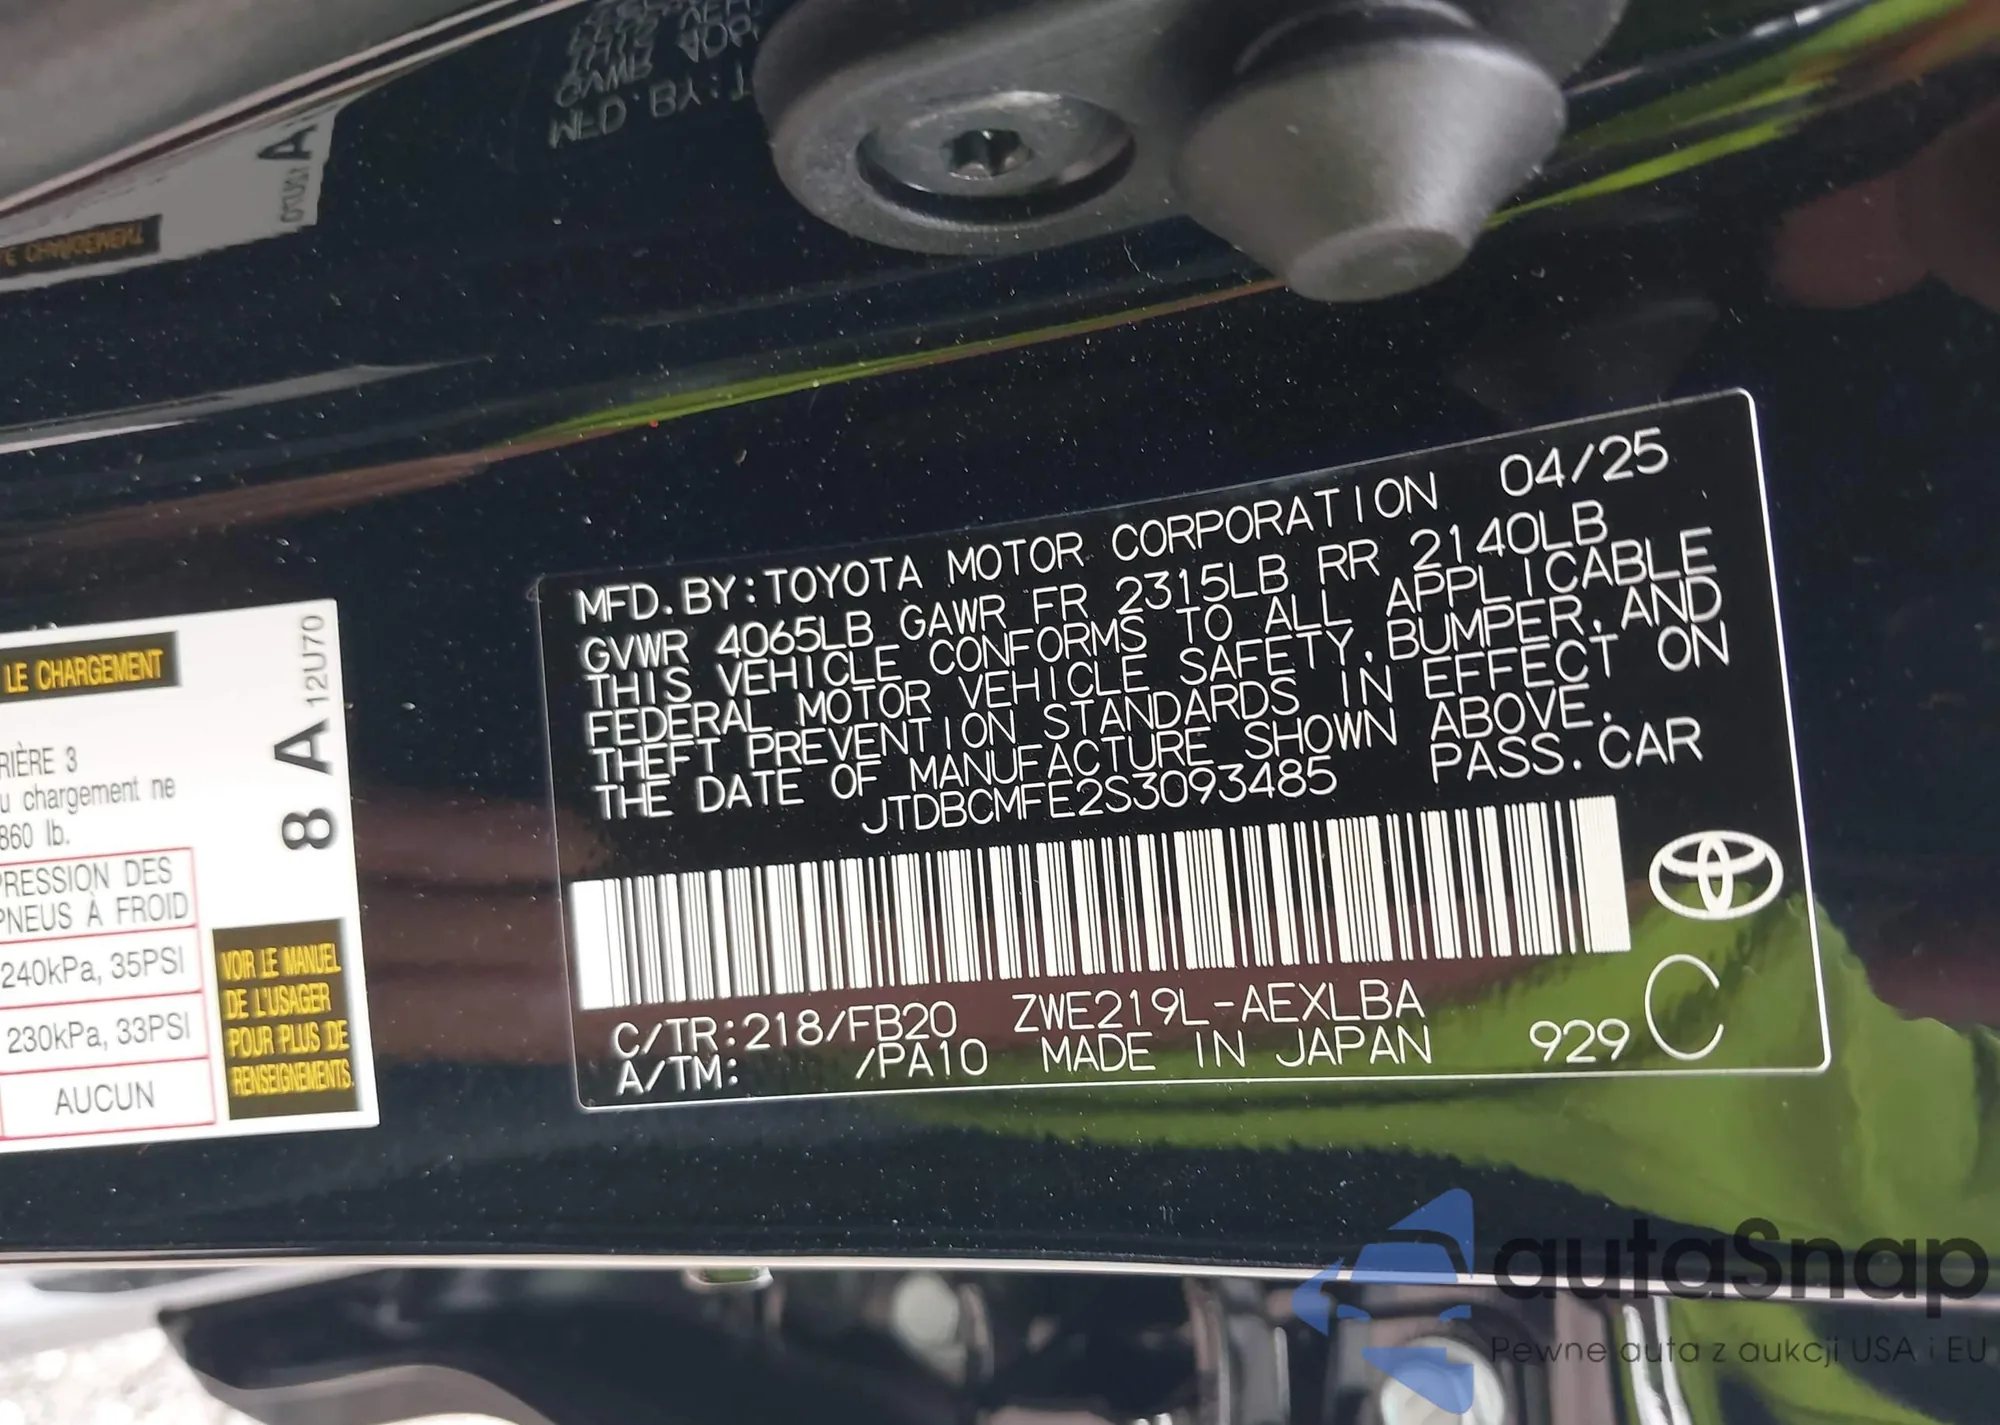 MFD.BY:TOYOTA MOTOR CORPORATION 04/25
GVWR 4065LB GAWR FR 2315LB RR 2140LB
THIS VEHICLE CONFORMS TO ALL APPLICABLE
FEDERAL MOTOR VEHICLE SAFETY, BUMPER, AND
THEFT PREVENTION STANDARDS IN EFFECT ON
THE DATE OF MANUFACTURE SHOWN ABOVE.
JTDBCMFE2S3093485 PASS.CAR
C/TR:218/FB20 ZWE219L-AEXLBA
A/TM: /PA10 MADE IN JAPAN 929 C
LE CHARGEMENT
8 A 12U70
RIÈRE 3
u chargement ne
860 lb.
PRESSION DES
PNEUS À FROID
240kPa, 35PSI
230kPa, 33PSI
AUCUN
VOIR LE MANUEL
DE L'USAGER
POUR PLUS DE
RENSEIGNEMENTS.
MFD.BY:T
GVWR
CHARGEMENT
autaSnap
Pewne auta z aukcji USA i EU